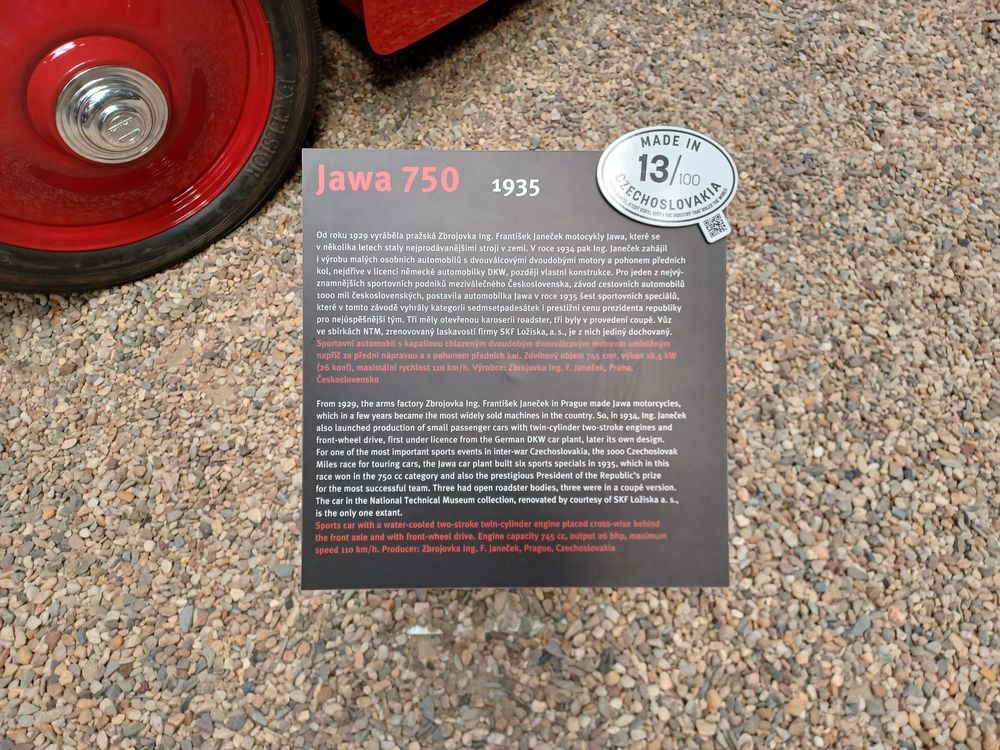 EXCELSIOR
MADE IN
13/100
CZECHOSLOVAKIA
Jawa 750 1935
Od roku 1929 vyráběla pražská Zbrojovka Ing. František Janeček motocykly Jawa, které se
v několika letech staly nejprodávanějšími stroji v zemi. V roce 1934 pak Ing. Janeček zahájil
i výrobu malých osobních automobilů s dvouválcovými dvoudobými motory a pohonem předních
kol, nejdříve v licenci německé automobilky DKW, později vlastní konstrukce. Pro jeden z nejvý-
znamnějších sportovních podniků meziválečného Československa, závod cestovních automobilů
1000 mil československých, postavila automobilka Jawa v roce 1935 šest sportovních speciálů,
které v tomto závodě vyhrály kategorii sedmsetpadesátek i prestižní cenu prezidenta republiky
pro nejúspěšnější tým. Tři měly otevřenou karoserii roadster, tři byly v provedení coupé. Vůz
ve sbírkách NTM, zrenovovaný laskavostí firmy SKF Ložiska, a. s., je z nich jediný dochovaný.
Sportovní automobil s kapalinou chlazeným dvoudobým dvouválcovým motorem umístěným
napříč za přední nápravou a s pohonem předních kol. Zdvihový objem 745 cm³, výkon 18,5 kW
(26 koní), maximální rychlost 110 km/h. Výrobce: Zbrojovka Ing. F. Janeček, Praha,
Československo
From 1929, the arms factory Zbrojovka Ing. František Janeček in Prague made Jawa motorcycles,
which in a few years became the most widely sold machines in the country. So, in 1934, Ing. Janeček
also launched production of small passenger cars with twin-cylinder two-stroke engines and
front-wheel drive, first under licence from the German DKW car plant, later its own design.
For one of the most important sports events in inter-war Czechoslovakia, the 1000 Czechoslovak
Miles race for touring cars, the Jawa car plant built six sports specials in 1935, which in this
race won in the 750 cc category and also the prestigious President of the Republic's prize
for the most successful team. Three had open roadster bodies, three were in a coupé version.
The car in the National Technical Museum collection, renovated by courtesy of SKF Ložiska a. s.,
is the only one extant.
Sports car with a water-cooled two-stroke twin-cylinder engine placed cross-wise behind
the front axle and with front-wheel drive. Engine capacity 745 cc, output 26 bhp, maximum
speed 110 km/h. Producer: Zbrojovka Ing. F. Janeček, Prague, Czechoslovakia